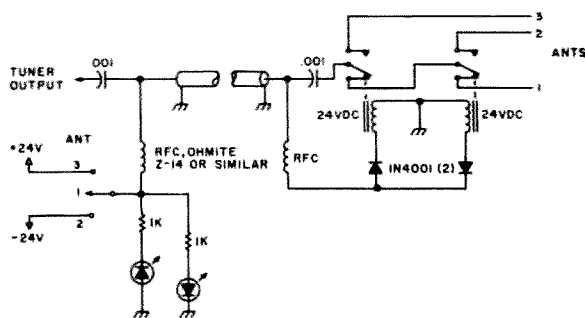 3
2
ANTS
1
.001
.001
TUNER
OUTPUT
24VDC
24VDC
ANT
RFC, OHMITE
Z-14 OR SIMILAR
RFC
1N4001 (2)
+24V
3
1
2
-24V
1K
1K